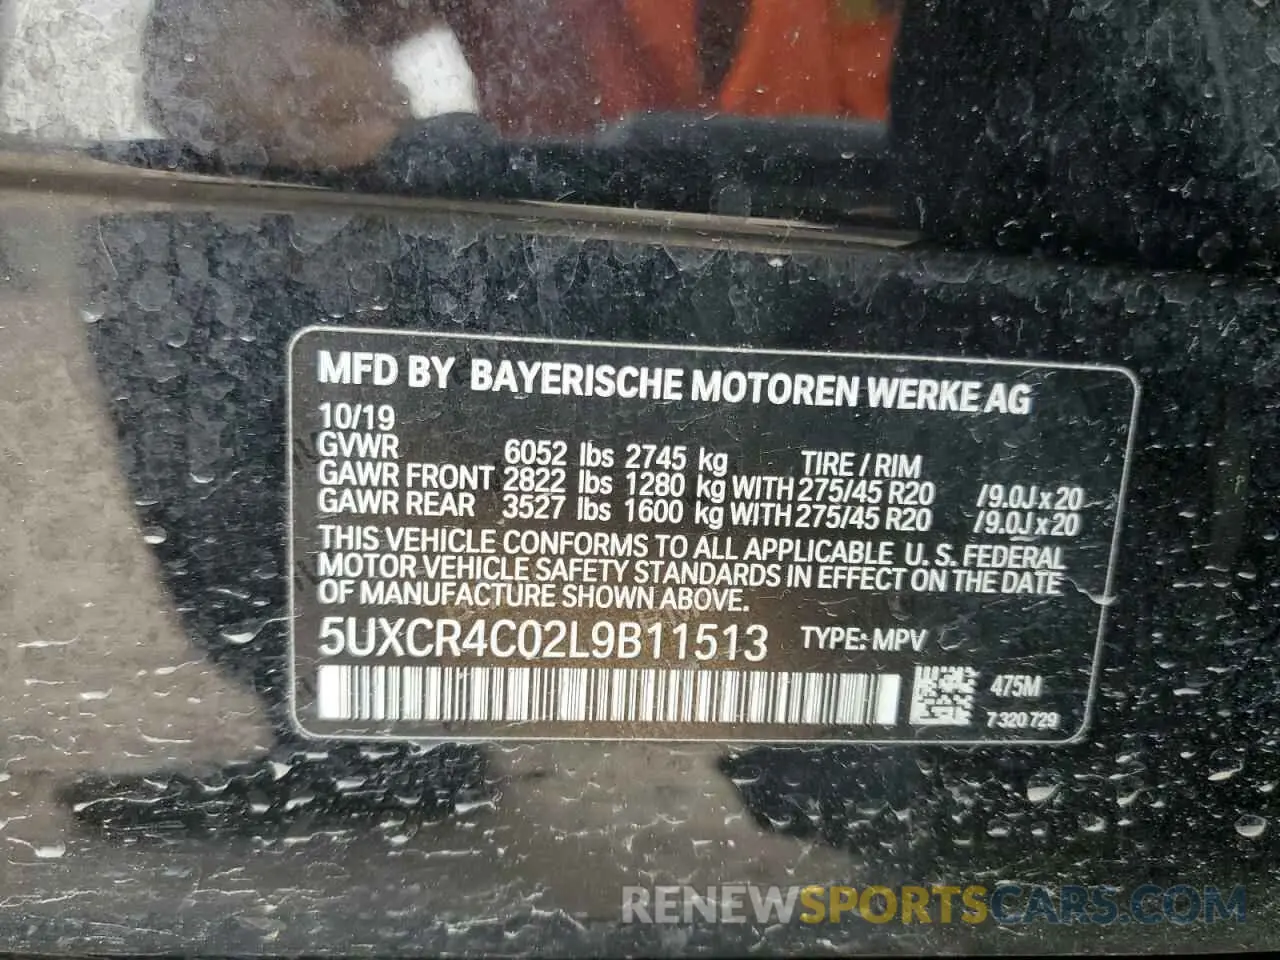 MFD BY BAYERISCHE MOTOREN WERKE AG
10/19
GVWR 6052 lbs 2745 kg TIRE / RIM
GAWR FRONT 2822 lbs 1280 kg WITH 275/45 R20 /9.0J x 20
GAWR REAR 3527 lbs 1600 kg WITH 275/45 R20 /9.0J x 20
THIS VEHICLE CONFORMS TO ALL APPLICABLE U. S. FEDERAL
MOTOR VEHICLE SAFETY STANDARDS IN EFFECT ON THE DATE
OF MANUFACTURE SHOWN ABOVE.
5UXCR4C02L9B11513 TYPE: MPV
475M
7 320 729
RENEWSPORTSCARS.COM